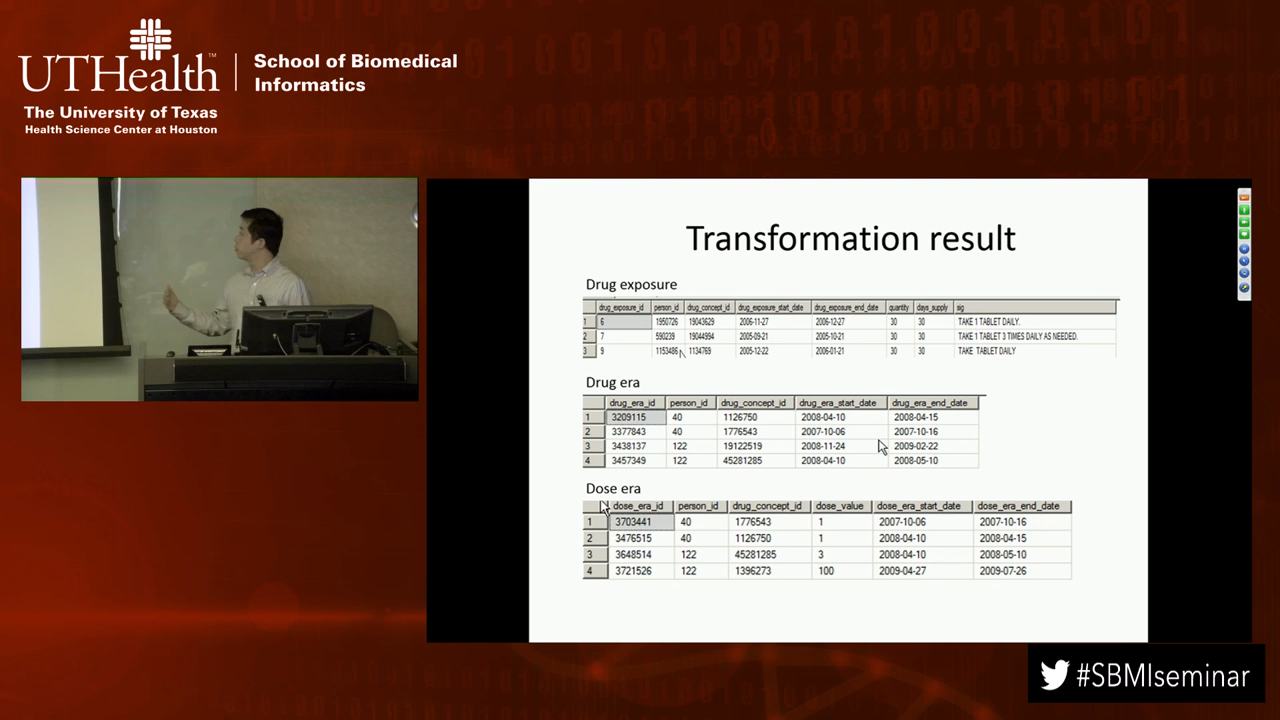 UTHealth™
The University of Texas
Health Science Center at Houston
School of Biomedical
Informatics
Transformation result
Drug exposure
drug_exposure_id person_id drug_concept_id drug_exposure_start_date drug_exposure_end_date quantity days_supply sig
1 6 1950726 19043629 2006-11-27 2006-12-27 30 30 TAKE 1 TABLET DAILY.
2 7 590239 19044994 2005-09-21 2005-10-21 30 30 TAKE 1 TABLET 3 TIMES DAILY AS NEEDED.
3 9 1153486 1134769 2005-12-22 2006-01-21 30 30 TAKE TABLET DAILY
Drug era
drug_era_id person_id drug_concept_id drug_era_start_date drug_era_end_date
1 3209115 40 1126750 2008-04-10 2008-04-15
2 3377843 40 1776543 2007-10-06 2007-10-16
3 3438137 122 19122519 2008-11-24 2009-02-22
4 3457349 122 45281285 2008-04-10 2008-05-10
Dose era
dose_era_id person_id drug_concept_id dose_value dose_era_start_date dose_era_end_date
1 3703441 40 1776543 1 2007-10-06 2007-10-16
2 3476515 40 1126750 1 2008-04-10 2008-04-15
3 3648514 122 45281285 3 2008-04-10 2008-05-10
4 3721526 122 1396273 100 2009-04-27 2009-07-26
#SBMIseminar